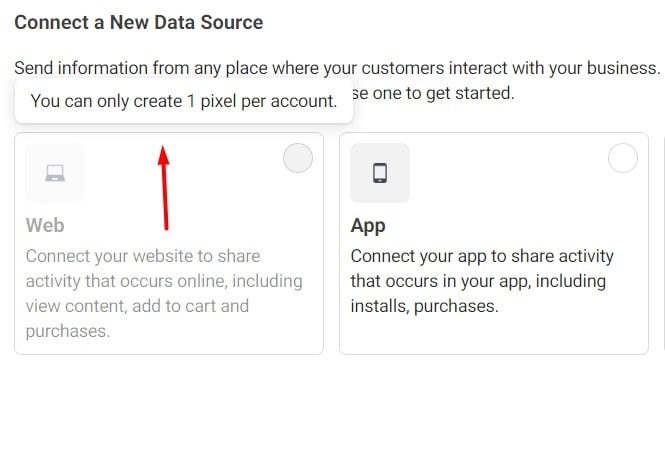 Connect a New Data Source
Send information from any place where your customers interact with your business.
You can only create 1 pixel per account.
se one to get started.
Web
Connect your website to share
activity that occurs online, including
view content, add to cart and
purchases.
App
Connect your app to share activity
that occurs in your app, including
installs, purchases.